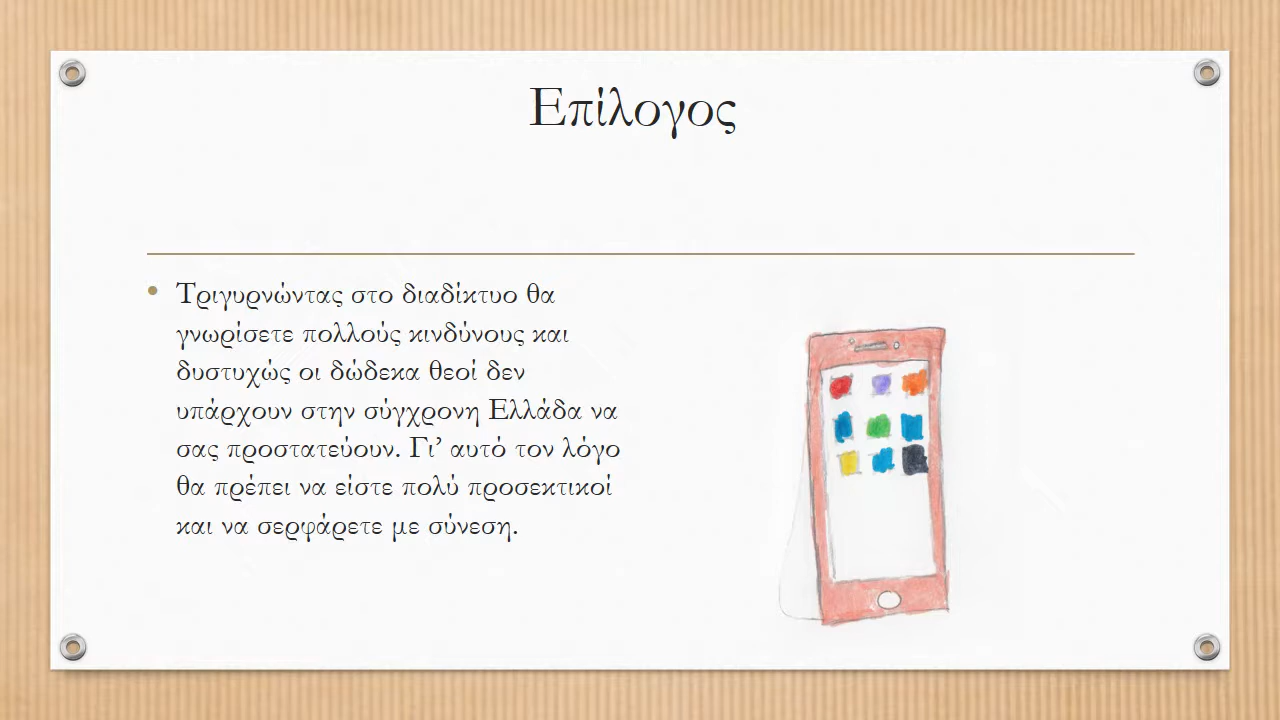 Επίλογος
Τριγυρνώντας στο διαδίκτυο θα
γνωρίσετε πολλούς κινδύνους και
δυστυχώς οι δώδεκα θεοί δεν
υπάρχουν στην σύγχρονη Ελλάδα να
σας προστατεύουν. Γι’ αυτό τον λόγο
θα πρέπει να είστε πολύ προσεκτικοί
και να σερφάρετε με σύνεση.